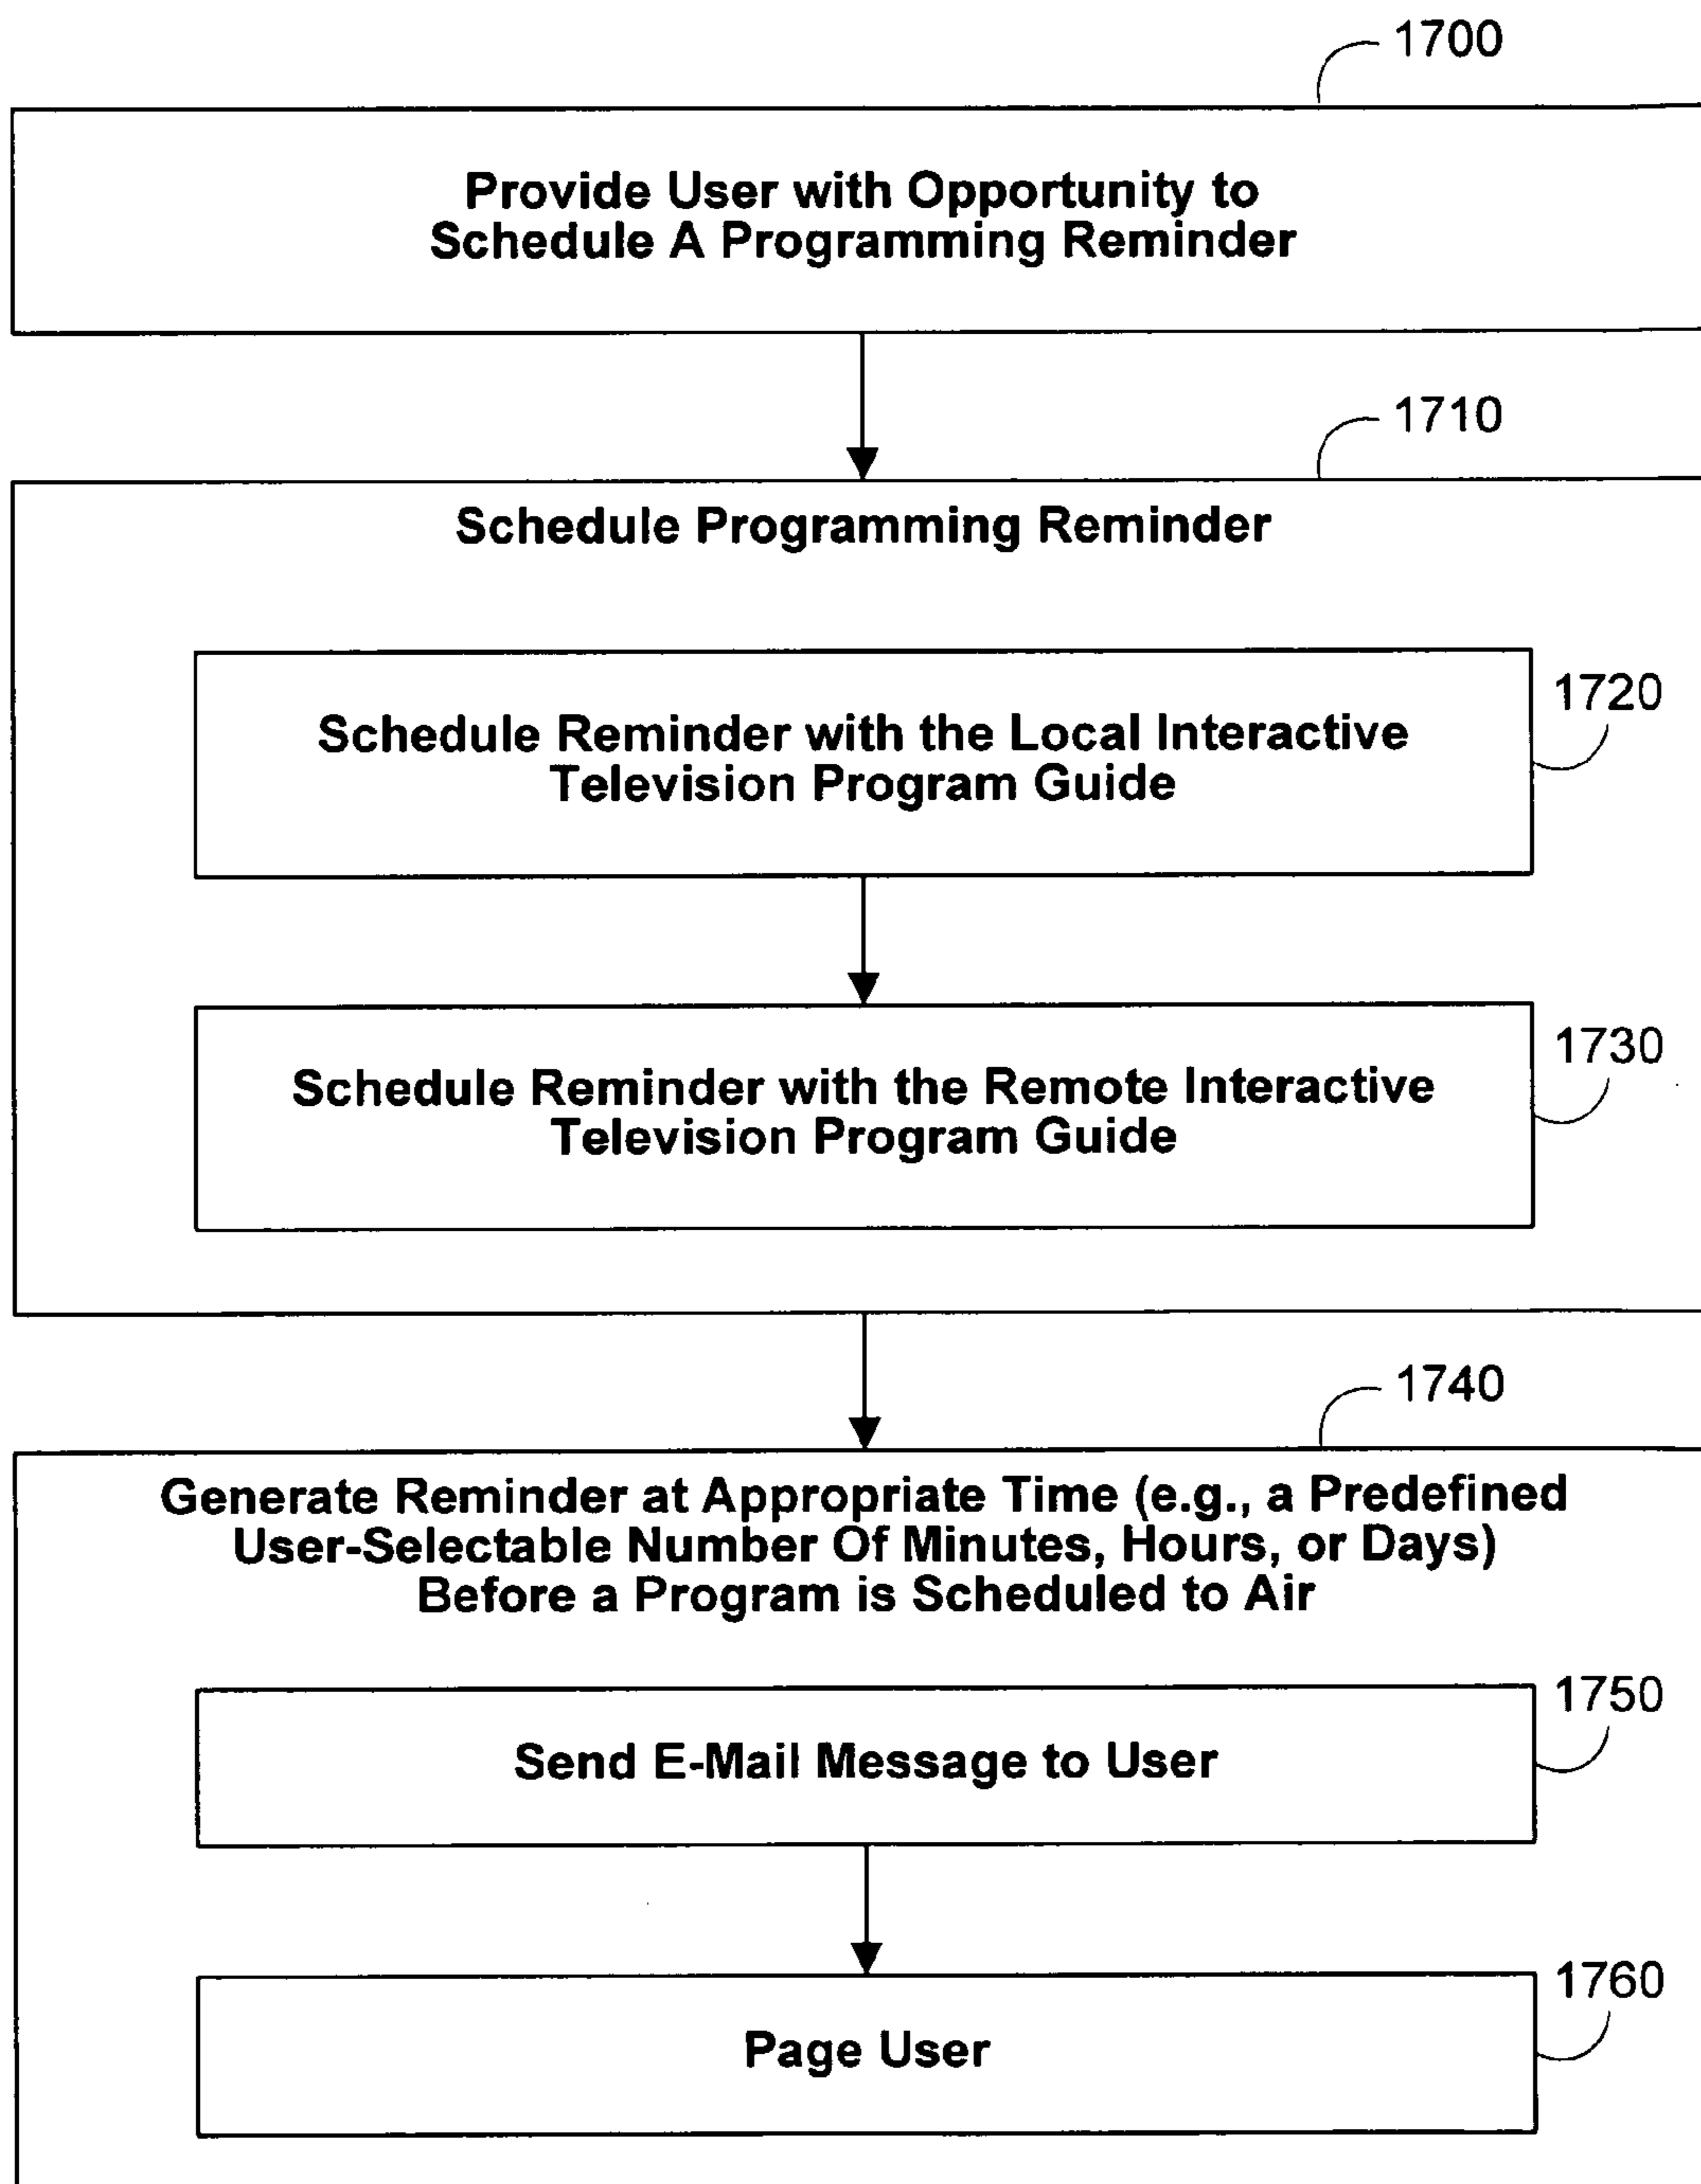 1700
Provide User with Opportunity to
Schedule A Programming Reminder
1710
Schedule Programming Reminder
1720
Schedule Reminder with the Local Interactive
Television Program Guide
1730
Schedule Reminder with the Remote Interactive
Television Program Guide
1740
Generate Reminder at Appropriate Time (e.g., a Predefined
User-Selectable Number Of Minutes, Hours, or Days)
Before a Program is Scheduled to Air
1750
Send E-Mail Message to User
1760
Page User